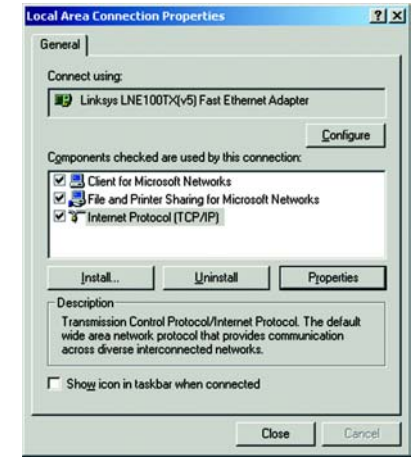 Local Area Connection Properties
General
Connect using:
Linksys LNE100TX(v5) Fast Ethernet Adapter
Configure
Components checked are used by this connection:
Client for Microsoft Networks
File and Printer Sharing for Microsoft Networks
Internet Protocol (TCP/IP)
Install... Uninstall Properties
Description
Transmission Control Protocol/Internet Protocol. The default
wide area network protocol that provides communication
across diverse interconnected networks.
Show icon in taskbar when connected
Close Cancel